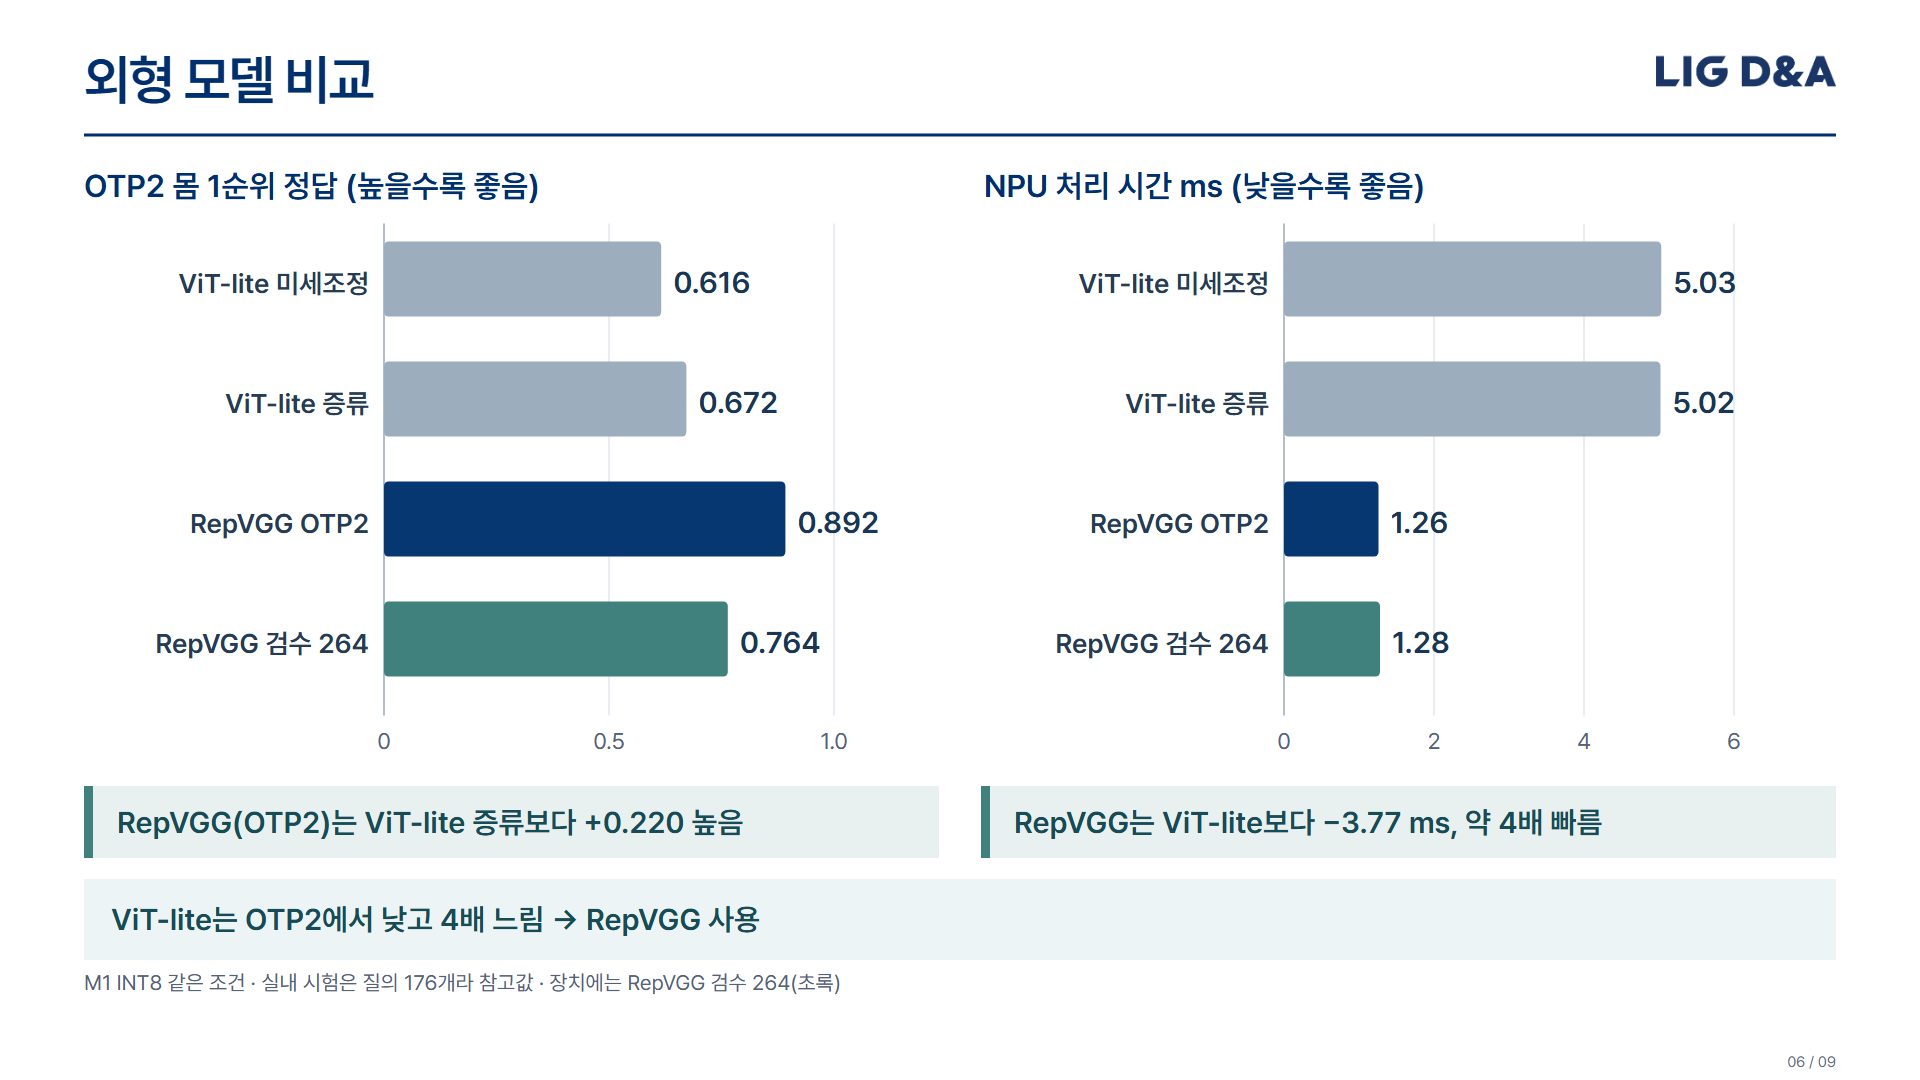 외형 모델 비교
LIG D&A
OTP2 몸 1순위 정답 (높을수록 좋음)
ViT-lite 미세조정
0.616
ViT-lite 증류
0.672
RepVGG OTP2
0.892
RepVGG 검수 264
0.764
0
0.5
1.0
NPU 처리 시간 ms (낮을수록 좋음)
ViT-lite 미세조정
5.03
ViT-lite 증류
5.02
RepVGG OTP2
1.26
RepVGG 검수 264
1.28
0
2
4
6
RepVGG(OTP2)는 ViT-lite 증류보다 +0.220 높음
RepVGG는 ViT-lite보다 −3.77 ms, 약 4배 빠름
ViT-lite는 OTP2에서 낮고 4배 느림 → RepVGG 사용
M1 INT8 같은 조건 · 실내 시험은 질의 176개라 참고값 · 장치에는 RepVGG 검수 264(초록)
06 / 09